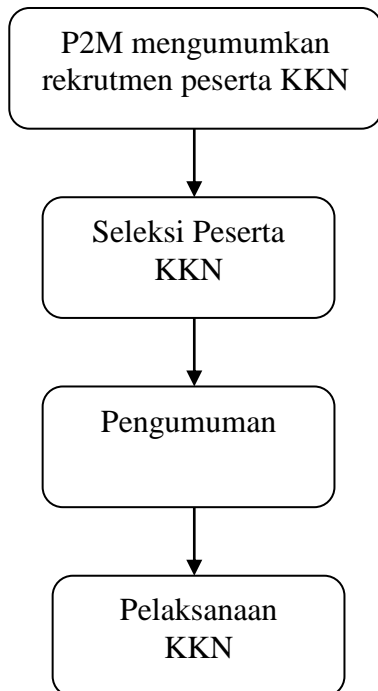 P2M mengumumkan
rekrutmen peserta KKN
Seleksi Peserta
KKN
Pengumuman
Pelaksanaan
KKN